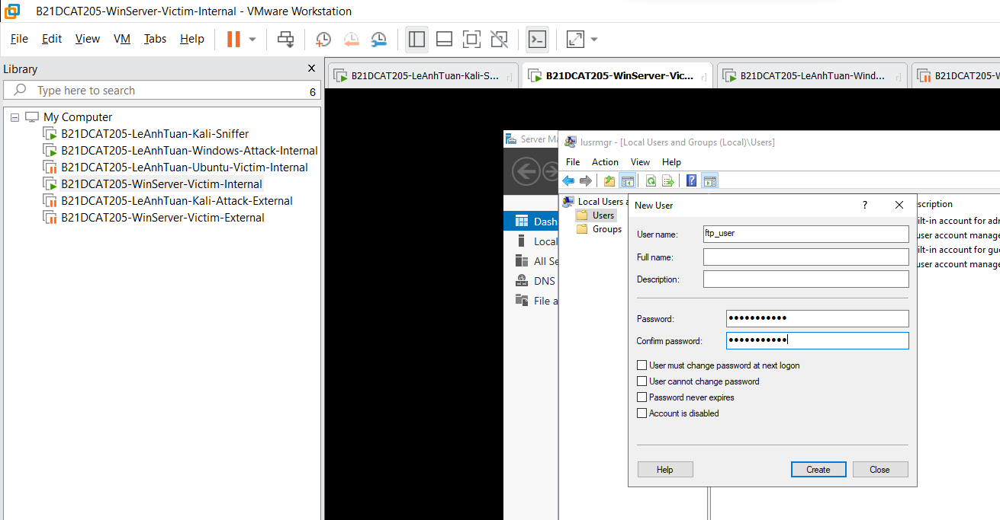 B21DCAT205-WinServer-Victim-Internal - VMware Workstation
File Edit View VM Tabs Help
Library
Type here to search
6
My Computer
B21DCAT205-LeAnhTuan-Kali-Sniffer
B21DCAT205-LeAnhTuan-Windows-Attack-Internal
B21DCAT205-LeAnhTuan-Ubuntu-Victim-Internal
B21DCAT205-WinServer-Victim-Internal
B21DCAT205-LeAnhTuan-Kali-Attack-External
B21DCAT205-WinServer-Victim-External
B21DCAT205-LeAnhTuan-Kali-S...
B21DCAT205-WinServer-Vic...
B21DCAT205-LeAnhTuan-Wind...
B21DCAT205-W
Server Ma
Dash
Local
All Se
DNS
File a
lusrmgr - [Local Users and Groups (Local)\Users]
File Action View Help
Local Users a
Users
Groups
scription
ilt-in account for adm
user account manage
ilt-in account for gue
user account manage
New User
?
User name: ftp_user
Full name:
Description:
Password: •••••••••••
Confirm password: •••••••••••
User must change password at next logon
User cannot change password
Password never expires
Account is disabled
Help Create Close